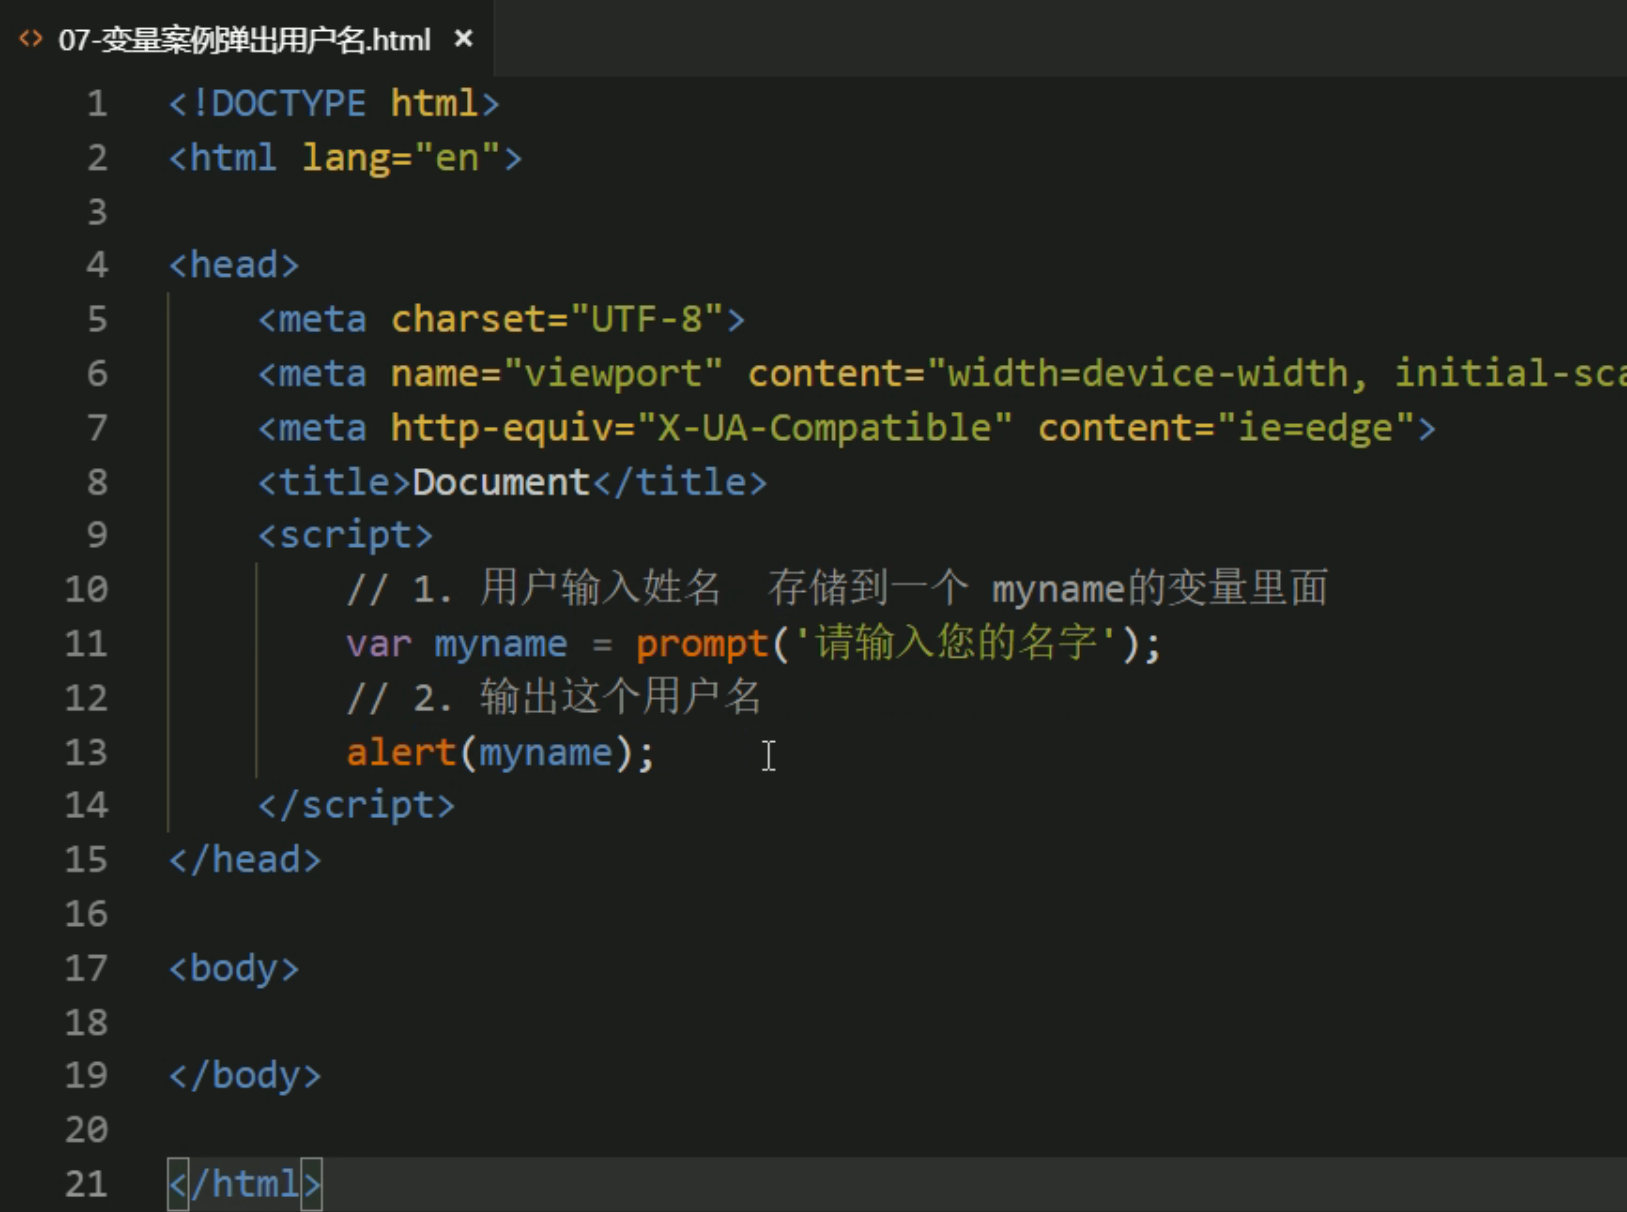 07-变量案例弹出用户名.html
1 <!DOCTYPE html>
2 <html lang="en">
3
4 <head>
5 <meta charset="UTF-8">
6 <meta name="viewport" content="width=device-width, initial-sca
7 <meta http-equiv="X-UA-Compatible" content="ie=edge">
8 <title>Document</title>
9 <script>
10 // 1. 用户输入姓名  存储到一个 myname的变量里面
11 var myname = prompt('请输入您的名字');
12 // 2. 输出这个用户名
13 alert(myname);
14 </script>
15 </head>
16
17 <body>
18
19 </body>
20
21 </html>